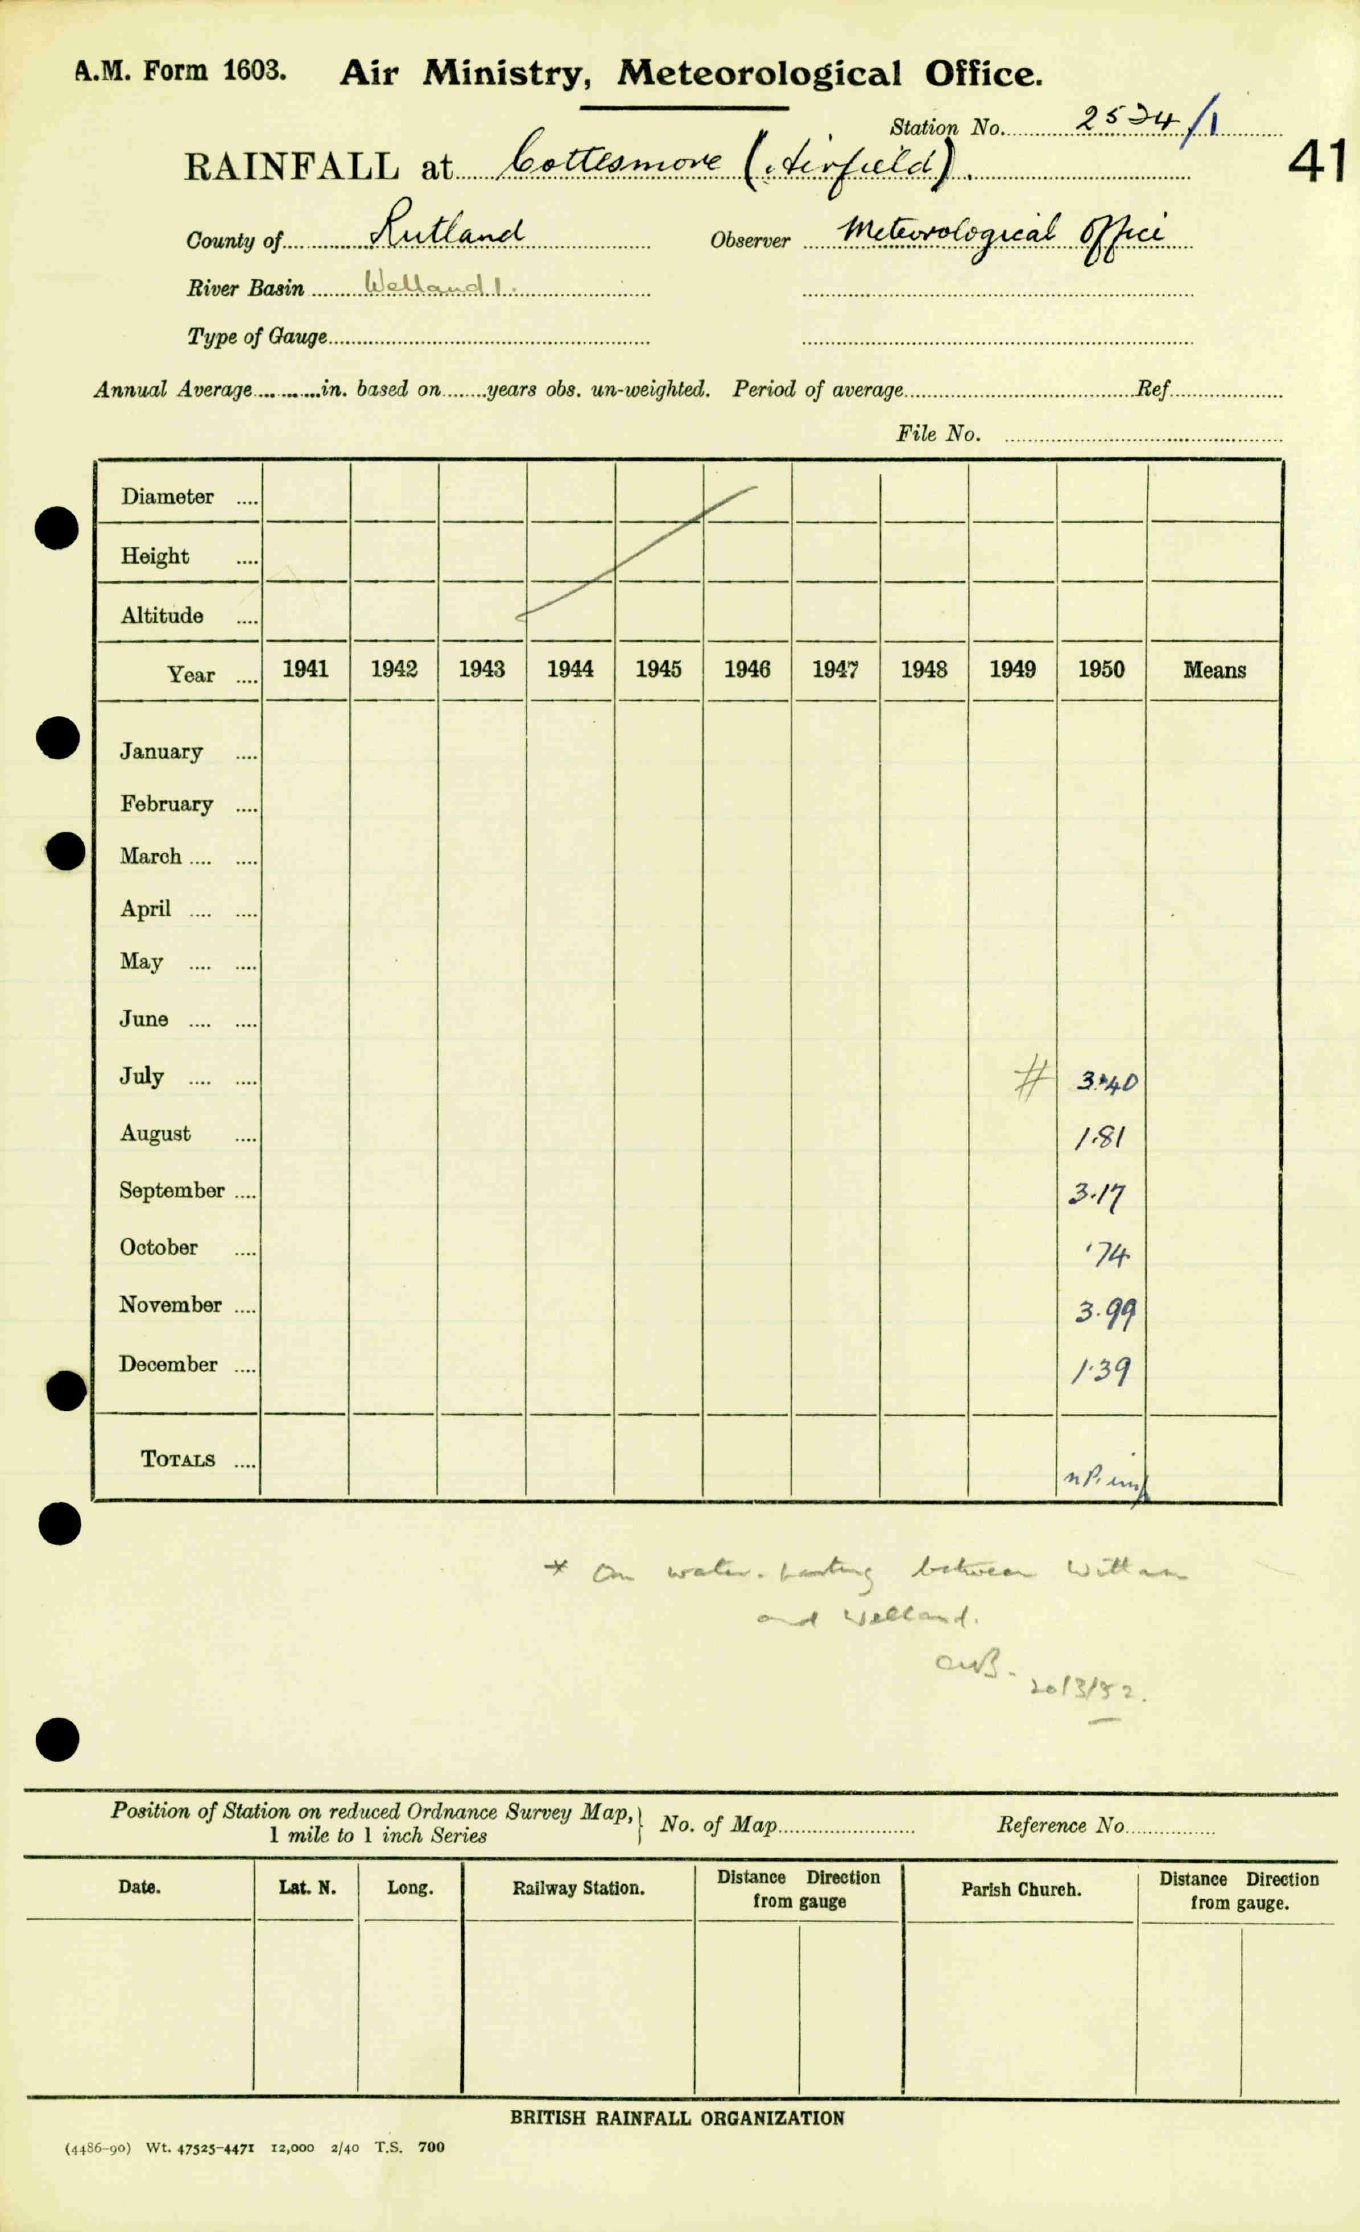 A.M. Form 1603. Air Ministry, Meteorological Office.
Station No. 2524/1
RAINFALL at Cottesmore (Airfield). 41
County of Rutland Observer Meteorological Office
River Basin Welland 1.
Type of Gauge
Annual Average in. based on years obs. un-weighted. Period of average Ref
File No.
Diameter
Height
Altitude
Year 1941 1942 1943 1944 1945 1946 1947 1948 1949 1950 Means
January
February
March
April
May
June
July # 3.40
August 1.81
September 3.17
October .74
November 3.99
December 1.39
TOTALS
* On water-parting between Witham
and Welland.
20/3/52.
Position of Station on reduced Ordnance Survey Map, } No. of Map Reference No
1 mile to 1 inch Series
Date. Lat. N. Long. Railway Station. Distance Direction from gauge Parish Church. Distance Direction from gauge.
BRITISH RAINFALL ORGANIZATION
(4486-90) Wt. 47525-4471 12,000 2/40 T.S. 700